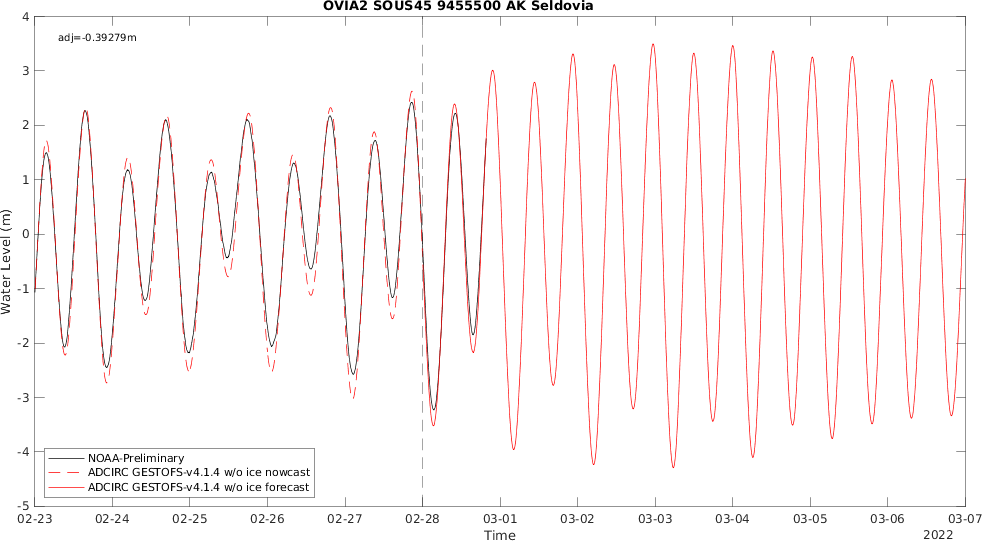 OVIA2 SOUS45 9455500 AK Seldovia
adj=-0.39279m
4
3
2
1
0
-1
-2
-3
-4
-5
Water Level (m)
NOAA-Preliminary
ADCIRC GESTOFS-v4.1.4 w/o ice nowcast
ADCIRC GESTOFS-v4.1.4 w/o ice forecast
02-23 02-24 02-25 02-26 02-27 02-28 03-01 03-02 03-03 03-04 03-05 03-06 03-07
Time
2022